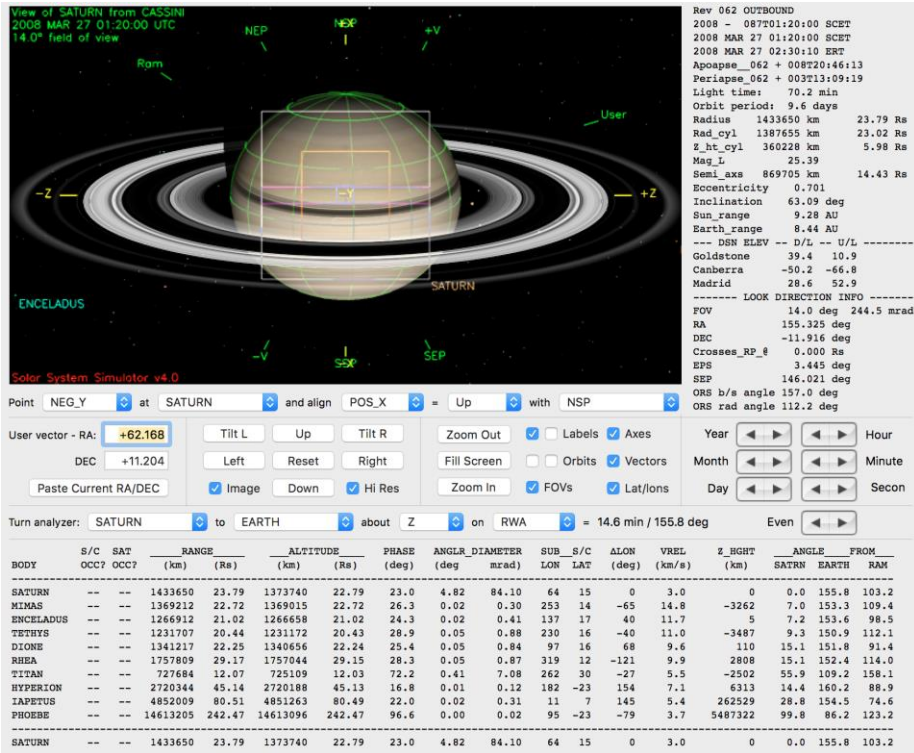 View of SATURN from CASSINI
2008 MAR 27 01:20:00 UTC
14.0° field of view
NEP
+V
Ram
User
-Z
-Y
+Z
SATURN
ENCELADUS
-V
SEP
Solar System Simulator v4.0
Rev 062 OUTBOUND
2008 - 087T01:20:00 SCET
2008 MAR 27 01:20:00 SCET
2008 MAR 27 02:30:10 ERT
Apoapse__062 + 008T20:46:13
Periapse_062 + 003T13:09:19
Light time: 70.2 min
Orbit period: 9.6 days
Radius 1433650 km 23.79 Rs
Rad_cyl 1387655 km 23.02 Rs
Z_ht_cyl 360228 km 5.98 Rs
Mag_L 25.39
Semi_axs 869705 km 14.43 Rs
Eccentricity 0.701
Inclination 63.09 deg
Sun_range 9.28 AU
Earth_range 8.44 AU
--- DSN ELEV -- D/L -- U/L --------
Goldstone 39.4 10.9
Canberra -50.2 -66.8
Madrid 28.6 52.9
------- LOOK DIRECTION INFO -------
FOV 14.0 deg 244.5 mrad
RA 155.325 deg
DEC -11.916 deg
Crosses_RP_@ 0.000 Rs
EPS 3.445 deg
SEP 146.021 deg
ORS b/s angle 157.0 deg
ORS rad angle 112.2 deg
Point NEG_Y at SATURN and align POS_X = Up with NSP
User vector - RA: +62.168
DEC +11.204
Paste Current RA/DEC
Tilt L Up Tilt R
Left Reset Right
Image Down Hi Res
Zoom Out Labels Axes
Fill Screen Orbits Vectors
Zoom In FOVs Lat/lons
Year Hour
Month Minute
Day Secon
Turn analyzer: SATURN to EARTH about Z on RWA = 14.6 min / 155.8 deg Even
S/C SAT RANGE ALTITUDE PHASE ANGLR DIAMETER SUB_S/C ΔLON VREL Z_HGHT ANGLE FROM
BODY OCC? OCC? (km) (Rs) (km) (Rs) (deg) (deg mrad) LON LAT (deg) (km/s) (km) SATRN EARTH RAM
SATURN -- -- 1433650 23.79 1373740 22.79 23.0 4.82 84.10 64 15 0 3.0 0 0.0 155.8 103.2
MIMAS -- -- 1369212 22.72 1369015 22.72 26.3 0.02 0.30 253 14 -65 14.8 -3262 7.0 153.3 109.4
ENCELADUS -- -- 1266912 21.02 1266658 21.02 24.3 0.02 0.41 137 17 40 11.7 5 7.2 153.6 98.5
TETHYS -- -- 1231707 20.44 1231172 20.43 28.9 0.05 0.88 230 16 -40 11.0 -3487 9.3 150.9 112.1
DIONE -- -- 1341217 22.25 1340656 22.24 25.4 0.05 0.84 97 16 68 9.6 110 15.1 151.8 91.4
RHEA -- -- 1757809 29.17 1757044 29.15 28.3 0.05 0.87 319 12 -121 9.9 2808 15.1 152.4 114.0
TITAN -- -- 727684 12.07 725109 12.03 72.2 0.41 7.08 262 30 -27 5.5 -2502 55.9 109.2 158.1
HYPERION -- -- 2720344 45.14 2720188 45.13 16.8 0.01 0.12 182 -23 154 7.1 6313 14.4 160.2 88.9
IAPETUS -- -- 4852009 80.51 4851263 80.49 22.0 0.02 0.31 11 7 145 5.4 262529 28.8 154.5 74.6
PHOEBE -- -- 14613205 242.47 14613096 242.47 96.6 0.00 0.02 95 -23 -79 3.7 5487322 99.8 86.2 123.2
SATURN -- -- 1433650 23.79 1373740 22.79 23.0 4.82 84.10 64 15 0 3.0 0 0.0 155.8 103.2